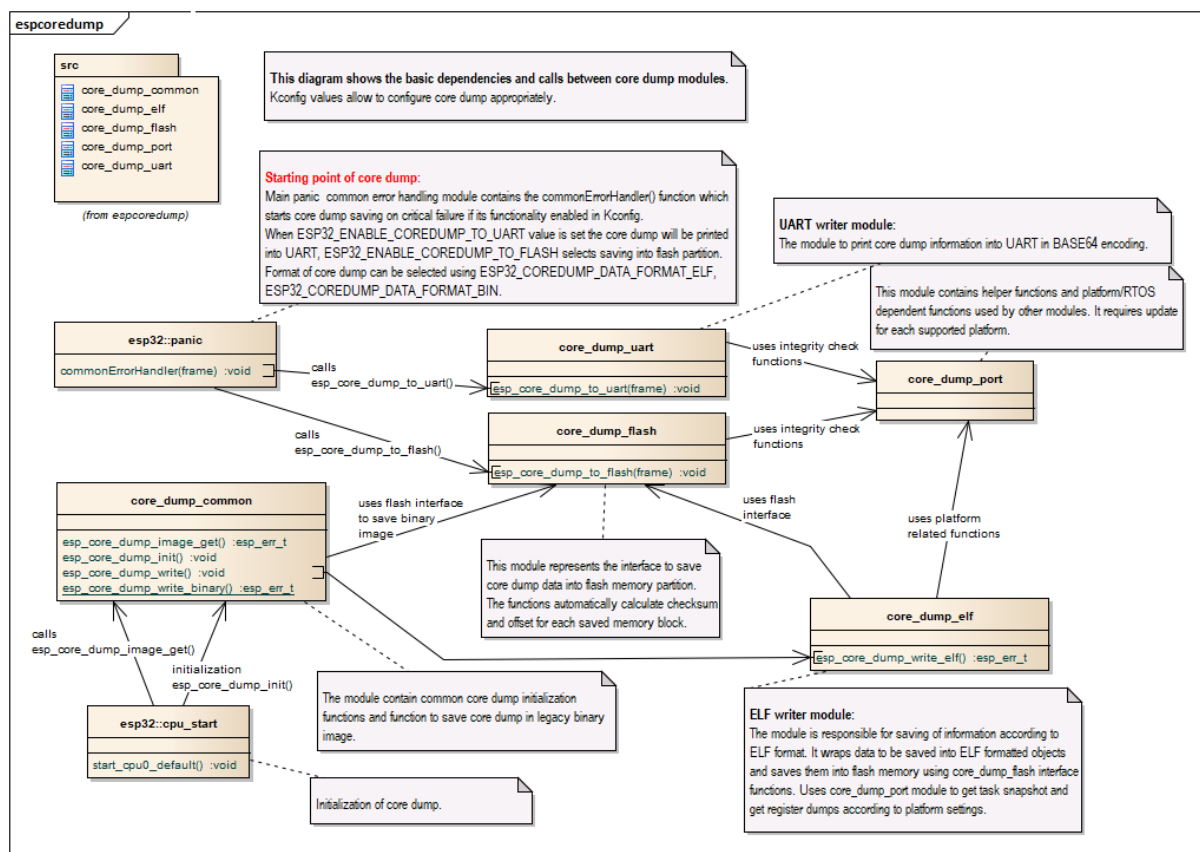 espcoredump
src
core_dump_common
core_dump_elf
core_dump_flash
core_dump_port
core_dump_uart
(from espcoredump)
This diagram shows the basic dependencies and calls between core dump modules.
Kconfig values allow to configure core dump appropriately.
Starting point of core dump:
Main panic common error handling module contains the commonErrorHandler() function which
starts core dump saving on critical failure if its functionality enabled in Kconfig.
When ESP32_ENABLE_COREDUMP_TO_UART value is set the core dump will be printed
into UART, ESP32_ENABLE_COREDUMP_TO_FLASH selects saving into flash partition.
Format of core dump can be selected using ESP32_COREDUMP_DATA_FORMAT_ELF,
ESP32_COREDUMP_DATA_FORMAT_BIN.
UART writer module:
The module to print core dump information into UART in BASE64 encoding.
This module contains helper functions and platform/RTOS
dependent functions used by other modules. It requires update
for each supported platform.
esp32::panic
commonErrorHandler(frame) :void
calls
esp_core_dump_to_uart()
core_dump_uart
esp_core_dump_to_uart(frame) :void
uses integrity check
functions
core_dump_port
calls
esp_core_dump_to_flash()
core_dump_flash
esp_core_dump_to_flash(frame) :void
uses integrity check
functions
core_dump_common
esp_core_dump_image_get() :esp_err_t
esp_core_dump_init() :void
esp_core_dump_write() :void
esp_core_dump_write_binary() :esp_err_t
uses flash interface
to save binary
image
uses flash
interface
uses platform
related functions
This module represents the interface to save
core dump data into flash memory partition.
The functions automatically calculate checksum
and offset for each saved memory block.
core_dump_elf
esp_core_dump_write_elf() :esp_err_t
calls
esp_core_dump_image_get()
initialization
esp_core_dump_init()
The module contain common core dump initialization
functions and function to save core dump in legacy binary
image.
esp32::cpu_start
start_cpu0_default() :void
Initialization of core dump.
ELF writer module:
The module is responsible for saving of information according to
ELF format. It wraps data to be saved into ELF formatted objects
and saves them into flash memory using core_dump_flash interface
functions. Uses core_dump_port module to get task snapshot and
get register dumps according to platform settings.